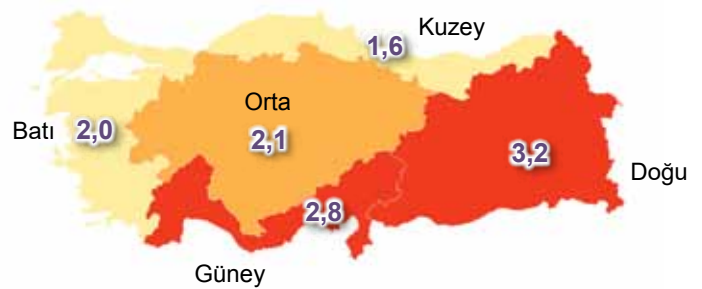 Kuzey
1,6
Orta
Batı 2,0
2,1
3,2
Doğu
2,8
Güney